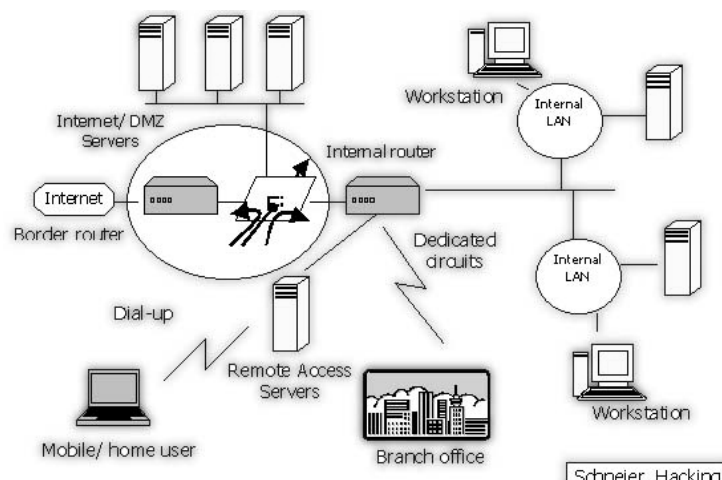 Internet/ DMZ
Servers
Workstation
Internal
LAN
Internal router
Internet
Border router
Dedicated
circuits
Internal
LAN
Dial-up
Remote Access
Servers
Workstation
Mobile/ home user
Branch office
Schneier, Hacking